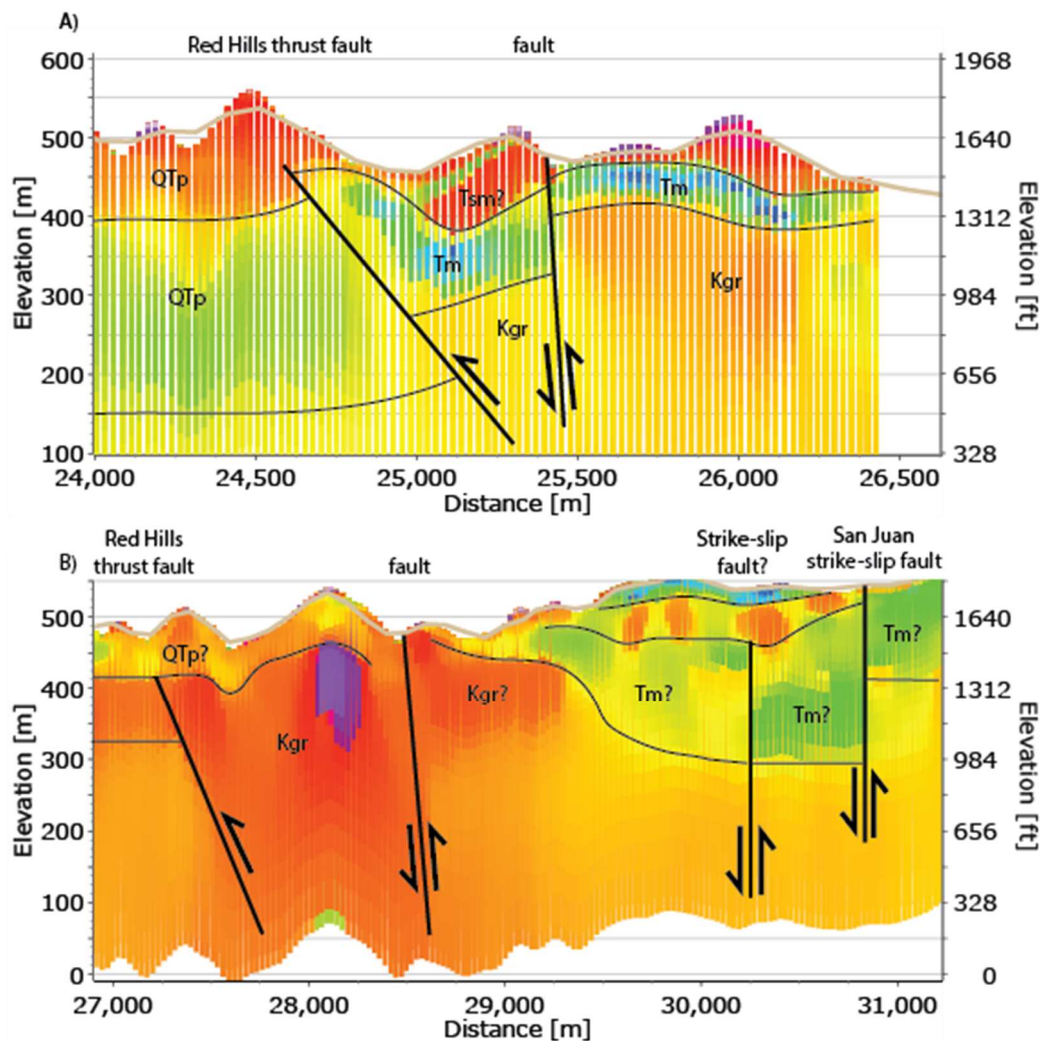 A)
Red Hills thrust fault
fault
600
500
400
300
200
100
Elevation [m]
1968
1640
1312
984
656
328
Elevation [ft]
QTp
QTp
Tsm?
Tm
Kgr
Tm
Kgr
24,000
24,500
25,000
25,500
26,000
26,500
Distance [m]
B)
Red Hills
thrust fault
fault
Strike-slip
fault?
San Juan
strike-slip fault
500
400
300
200
100
0
Elevation [m]
1640
1312
984
656
328
0
Elevation [ft]
QTp?
Kgr
Kgr?
Tm?
Tm?
Tm?
27,000
28,000
29,000
30,000
31,000
Distance [m]